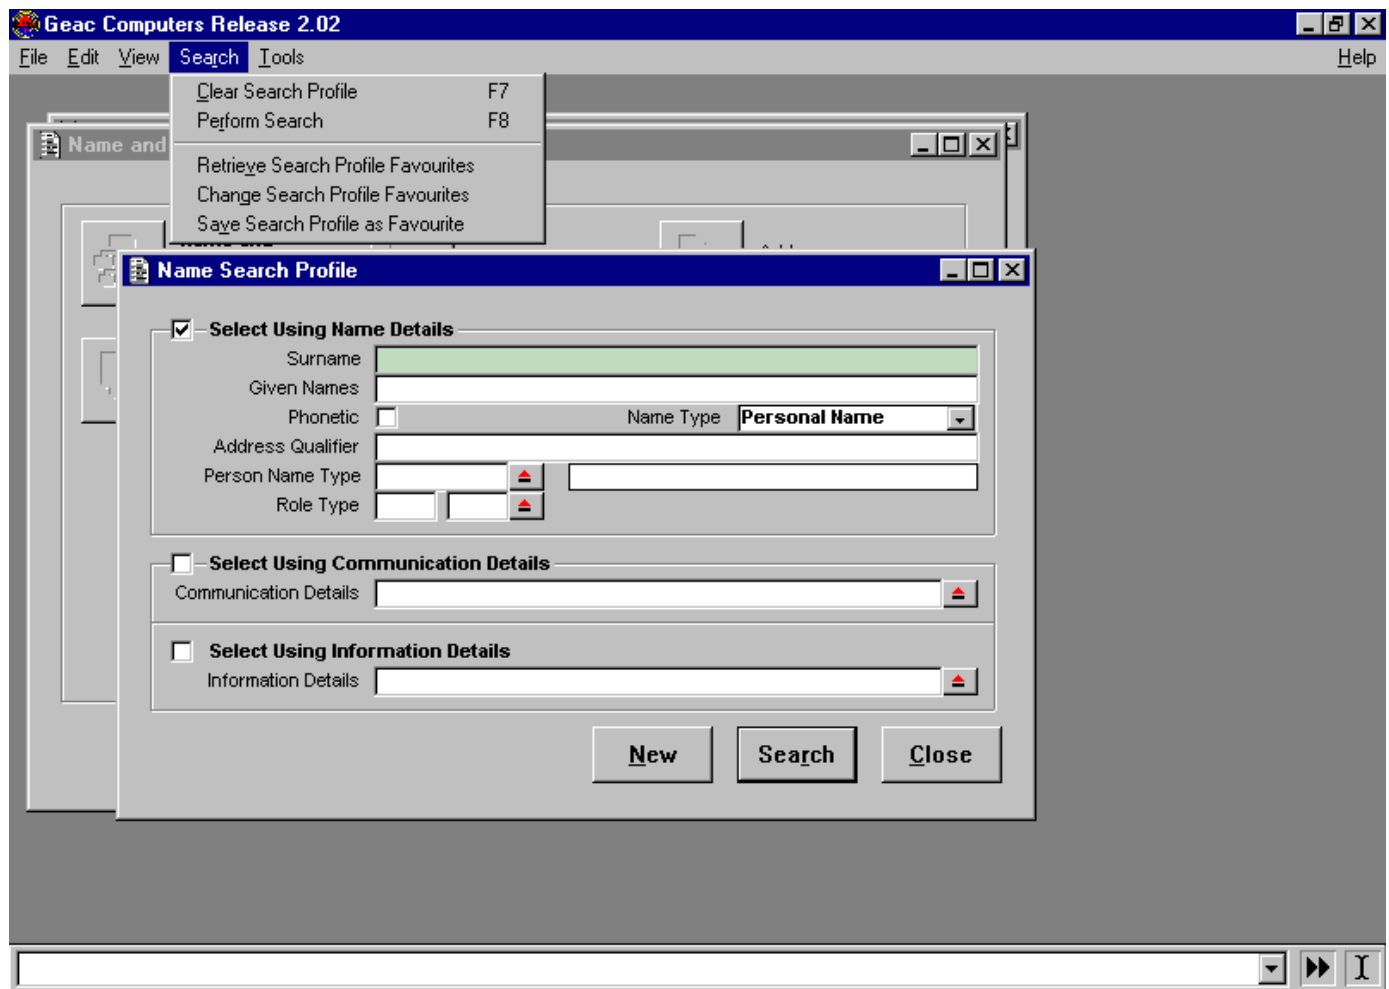 Geac Computers Release 2.02
File Edit View Search Tools Help
Clear Search Profile F7
Perform Search F8
Retrieve Search Profile Favourites
Change Search Profile Favourites
Save Search Profile as Favourite
Name and
Name Search Profile
Select Using Name Details
Surname
Given Names
Phonetic Name Type Personal Name
Address Qualifier
Person Name Type
Role Type
Select Using Communication Details
Communication Details
Select Using Information Details
Information Details
New Search Close